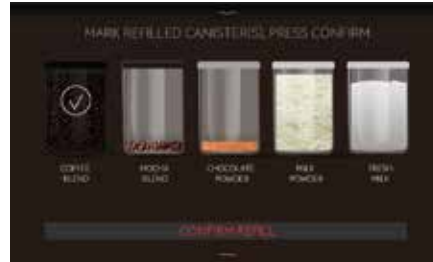 MARK REFILLED CANISTER(S), PRESS CONFIRM
COFFEE
BLEND
MOCHA
BLEND
CHOCOLATE
POWDER
MILK
POWDER
FRESH
MILK
CONFIRM REFILL